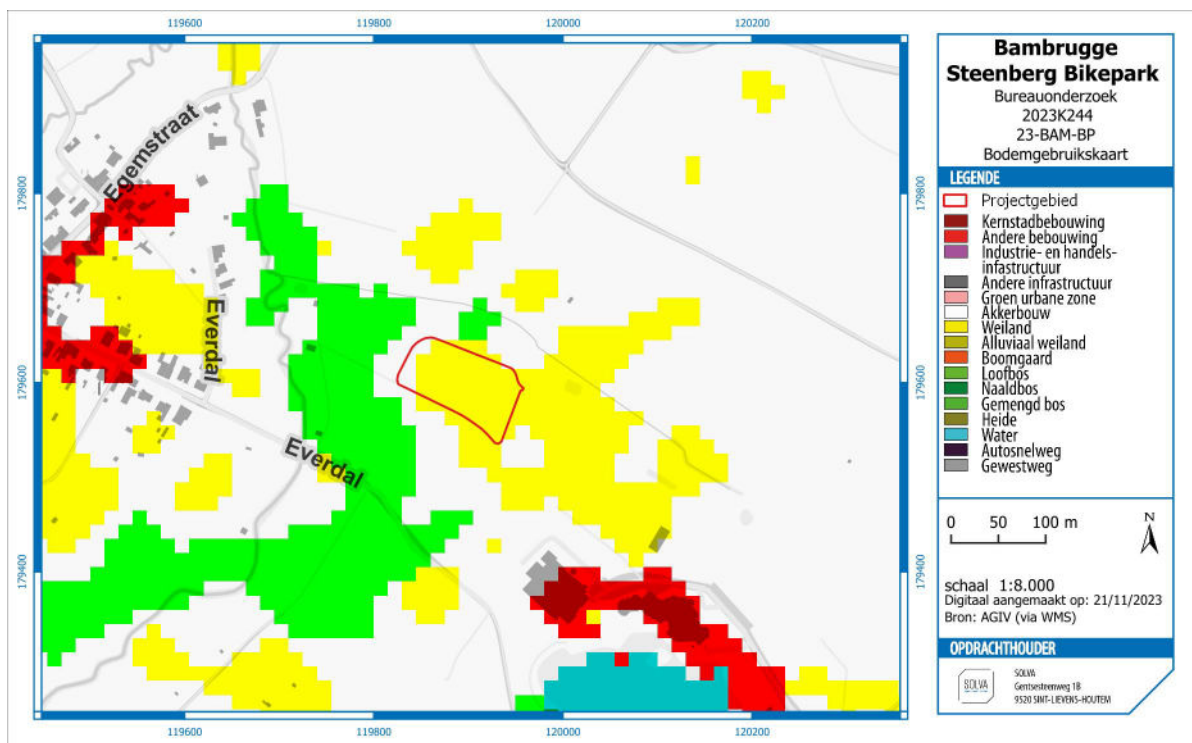 119600
119800
120000
120200
179800
179600
179400
179800
179600
179400
119600
119800
120000
120200
Egemstraat
Everdal
Everdal
Bambrugge
Steenberg Bikepark
Bureauonderzoek
2023K244
23-BAM-BP
Bodemgebruikskaart
LEGENDE
Projectgebied
Kernstadbebouwing
Andere bebouwing
Industrie- en handels-
infastructuur
Andere infrastructuur
Groen urbane zone
Akkerbouw
Weiland
Alluviaal weiland
Boomgaard
Loofbos
Naaldbos
Gemengd bos
Heide
Water
Autosnelweg
Gewestweg
0 50 100 m
N
schaal 1:8.000
Digitaal aangemaakt op: 21/11/2023
Bron: AGIV (via WMS)
OPDRACHTHOUDER
SOLVA
SOLVA
Gentsesteenweg 1B
9520 SINT-LIEVENS-HOUTEM